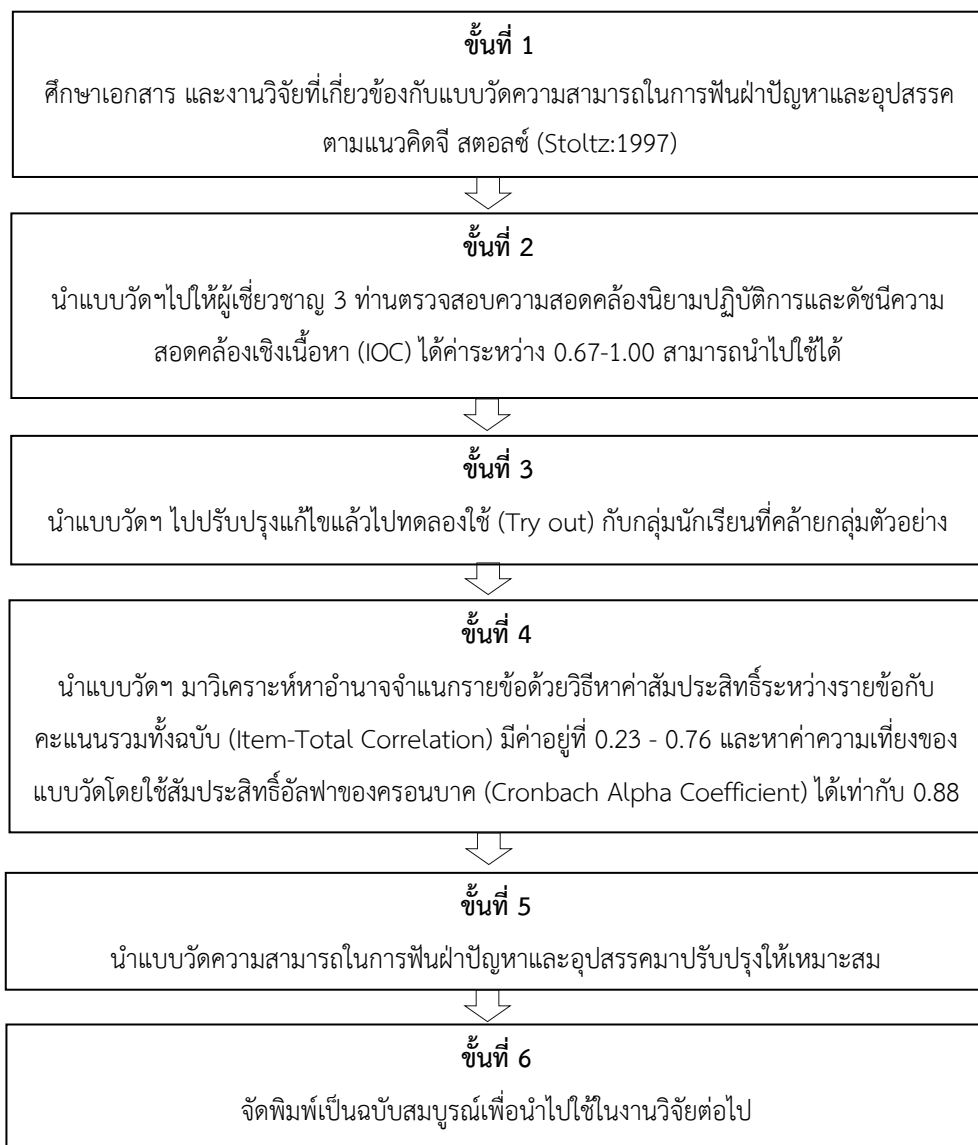 ขั้นที่ 1
ศึกษาเอกสาร และงานวิจัยที่เกี่ยวข้องกับแบบวัดความสามารถในการฟันฝ่าปัญหาและอุปสรรค
ตามแนวคิดจี สตอลซ์ (Stoltz:1997)
ขั้นที่ 2
นำแบบวัดฯไปให้ผู้เชี่ยวชาญ 3 ท่านตรวจสอบความสอดคล้องนิยามปฏิบัติการและดัชนีความ
สอดคล้องเชิงเนื้อหา (IOC) ได้ค่าระหว่าง 0.67-1.00 สามารถนำไปใช้ได้
ขั้นที่ 3
นำแบบวัดฯ ไปปรับปรุงแก้ไขแล้วไปทดลองใช้ (Try out) กับกลุ่มนักเรียนที่คล้ายกลุ่มตัวอย่าง
ขั้นที่ 4
นำแบบวัดฯ มาวิเคราะห์หาอำนาจจำแนกรายข้อด้วยวิธีหาค่าสัมประสิทธิ์ระหว่างรายข้อกับ
คะแนนรวมทั้งฉบับ (Item-Total Correlation) มีค่าอยู่ที่ 0.23 - 0.76 และหาค่าความเที่ยงของ
แบบวัดโดยใช้สัมประสิทธิ์อัลฟาของครอนบาค (Cronbach Alpha Coefficient) ได้เท่ากับ 0.88
ขั้นที่ 5
นำแบบวัดความสามารถในการฟันฝ่าปัญหาและอุปสรรคมาปรับปรุงให้เหมาะสม
ขั้นที่ 6
จัดพิมพ์เป็นฉบับสมบูรณ์เพื่อนำไปใช้ในงานวิจัยต่อไป